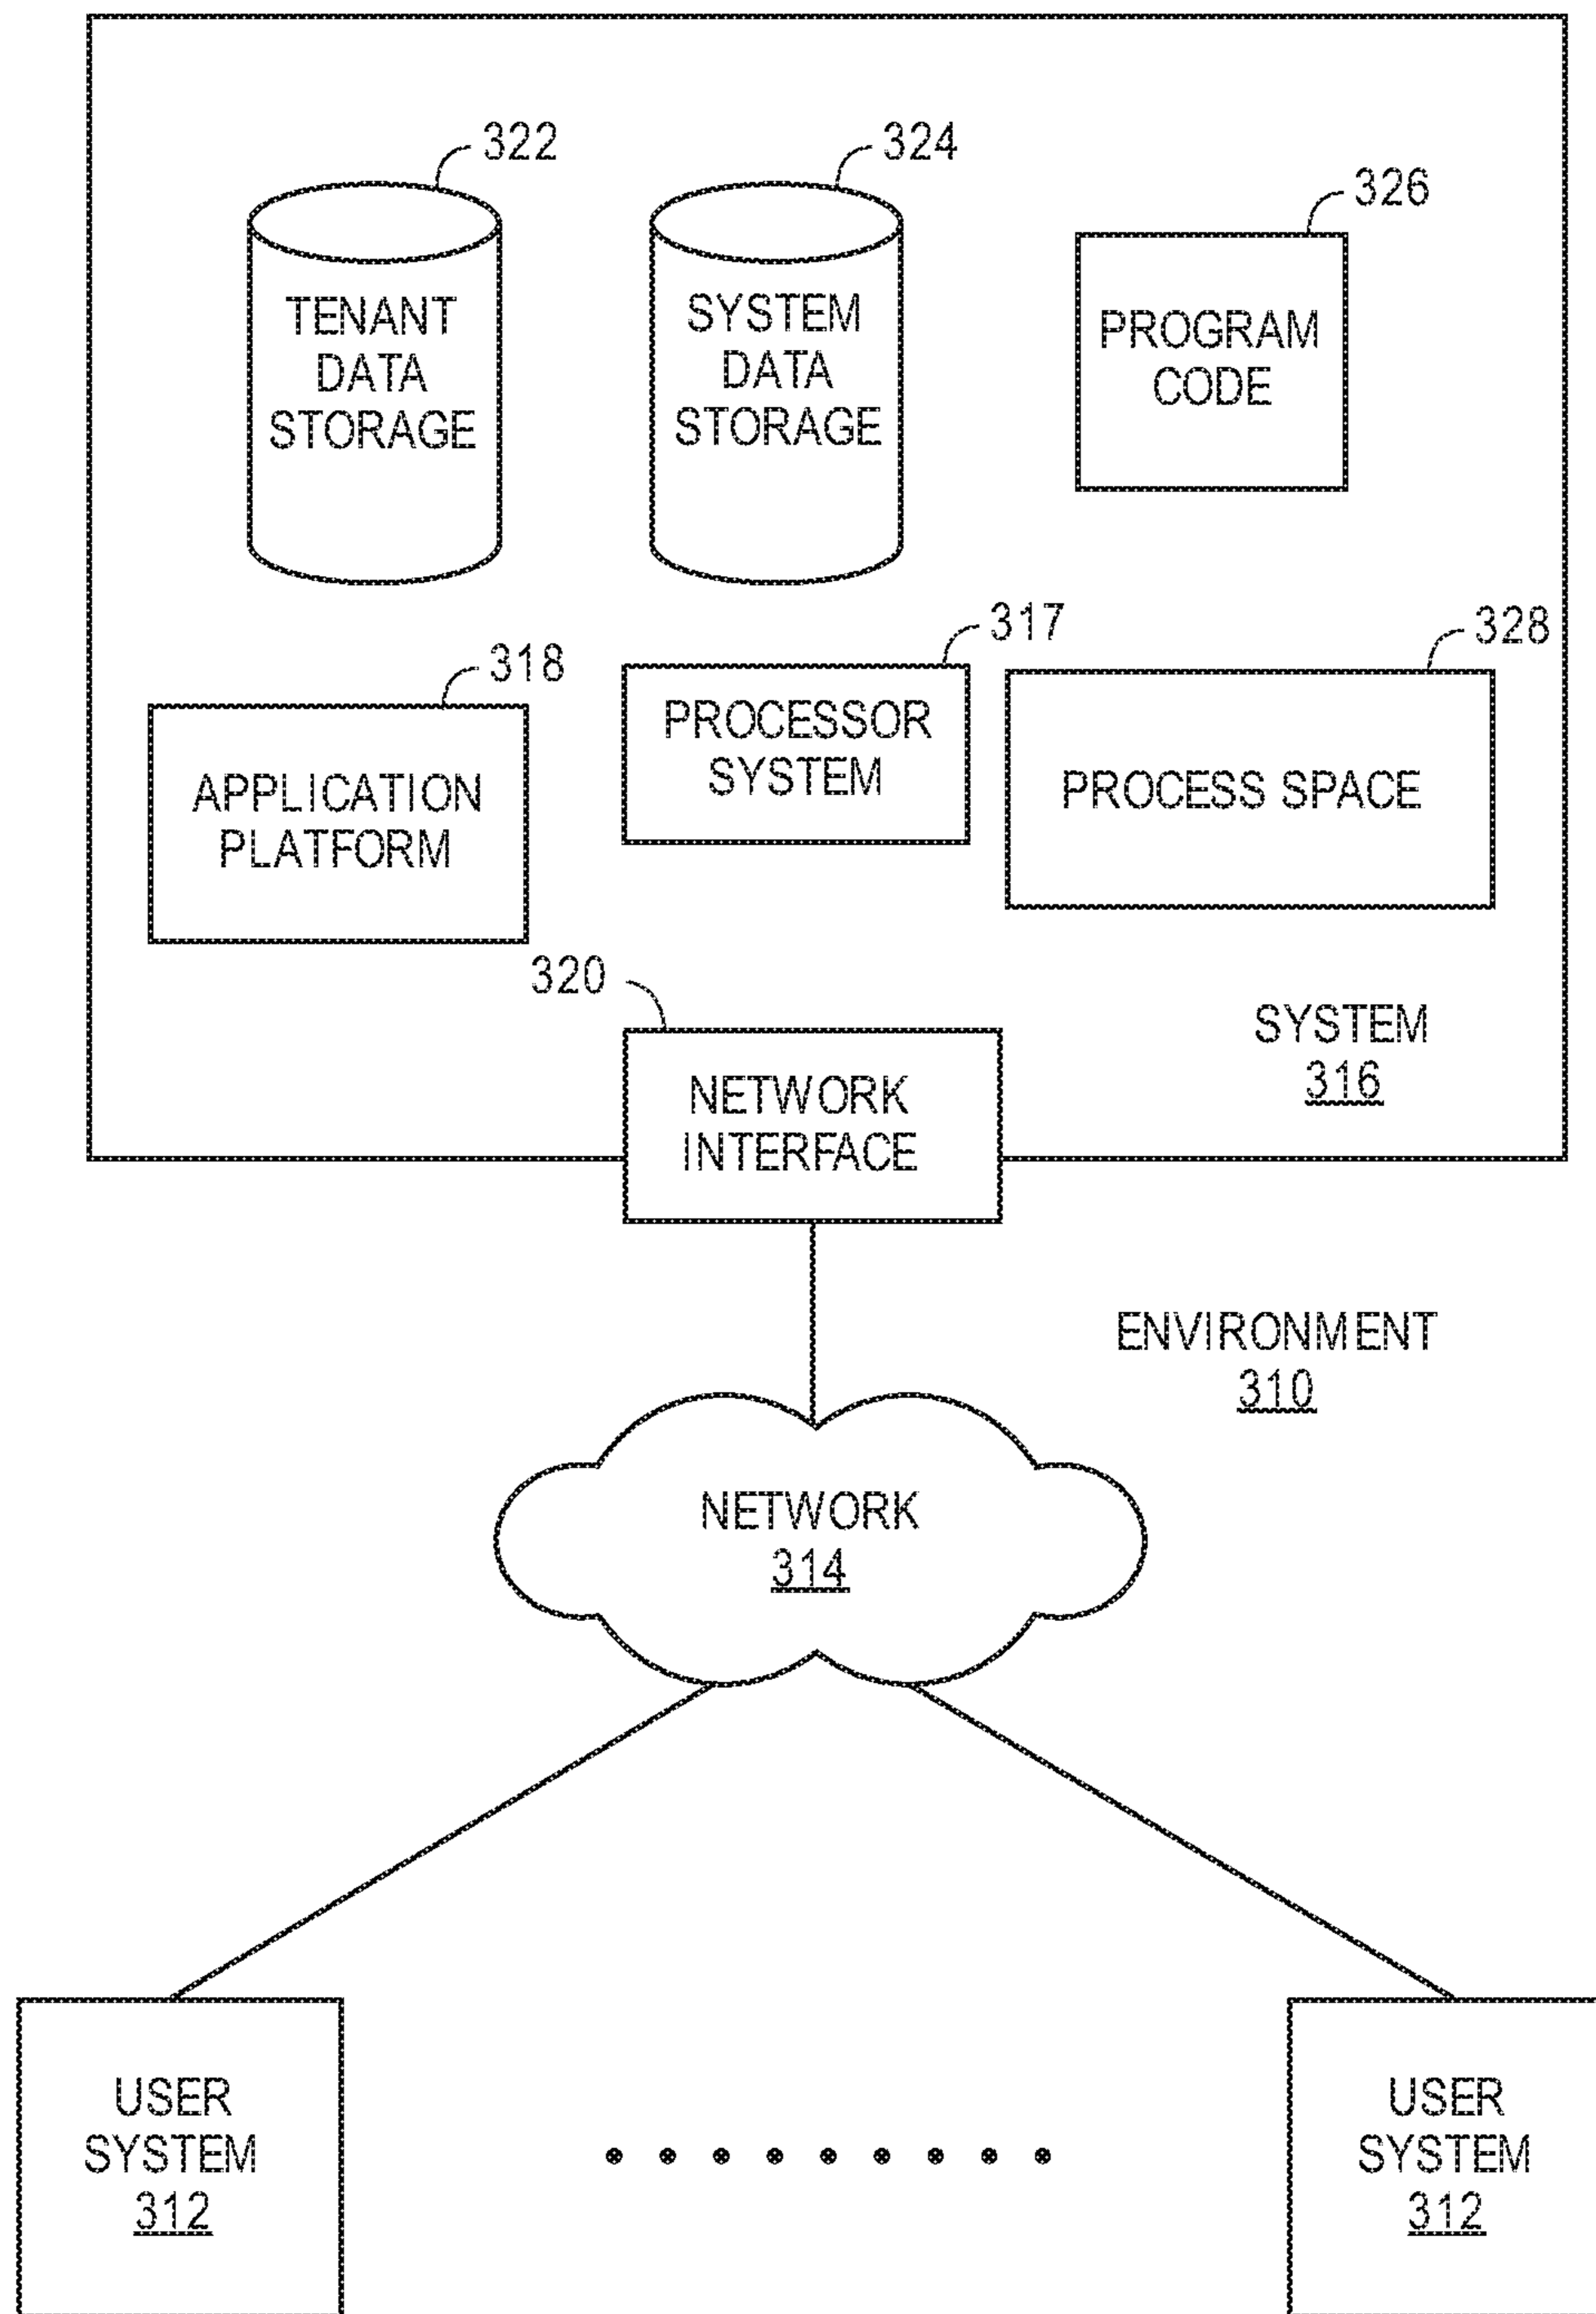 322
324
326
TENANT
DATA
STORAGE
SYSTEM
DATA
STORAGE
PROGRAM
CODE
318
317
328
APPLICATION
PLATFORM
PROCESSOR
SYSTEM
PROCESS SPACE
320
NETWORK
INTERFACE
SYSTEM
316
ENVIRONMENT
310
NETWORK
314
USER
SYSTEM
312
USER
SYSTEM
312